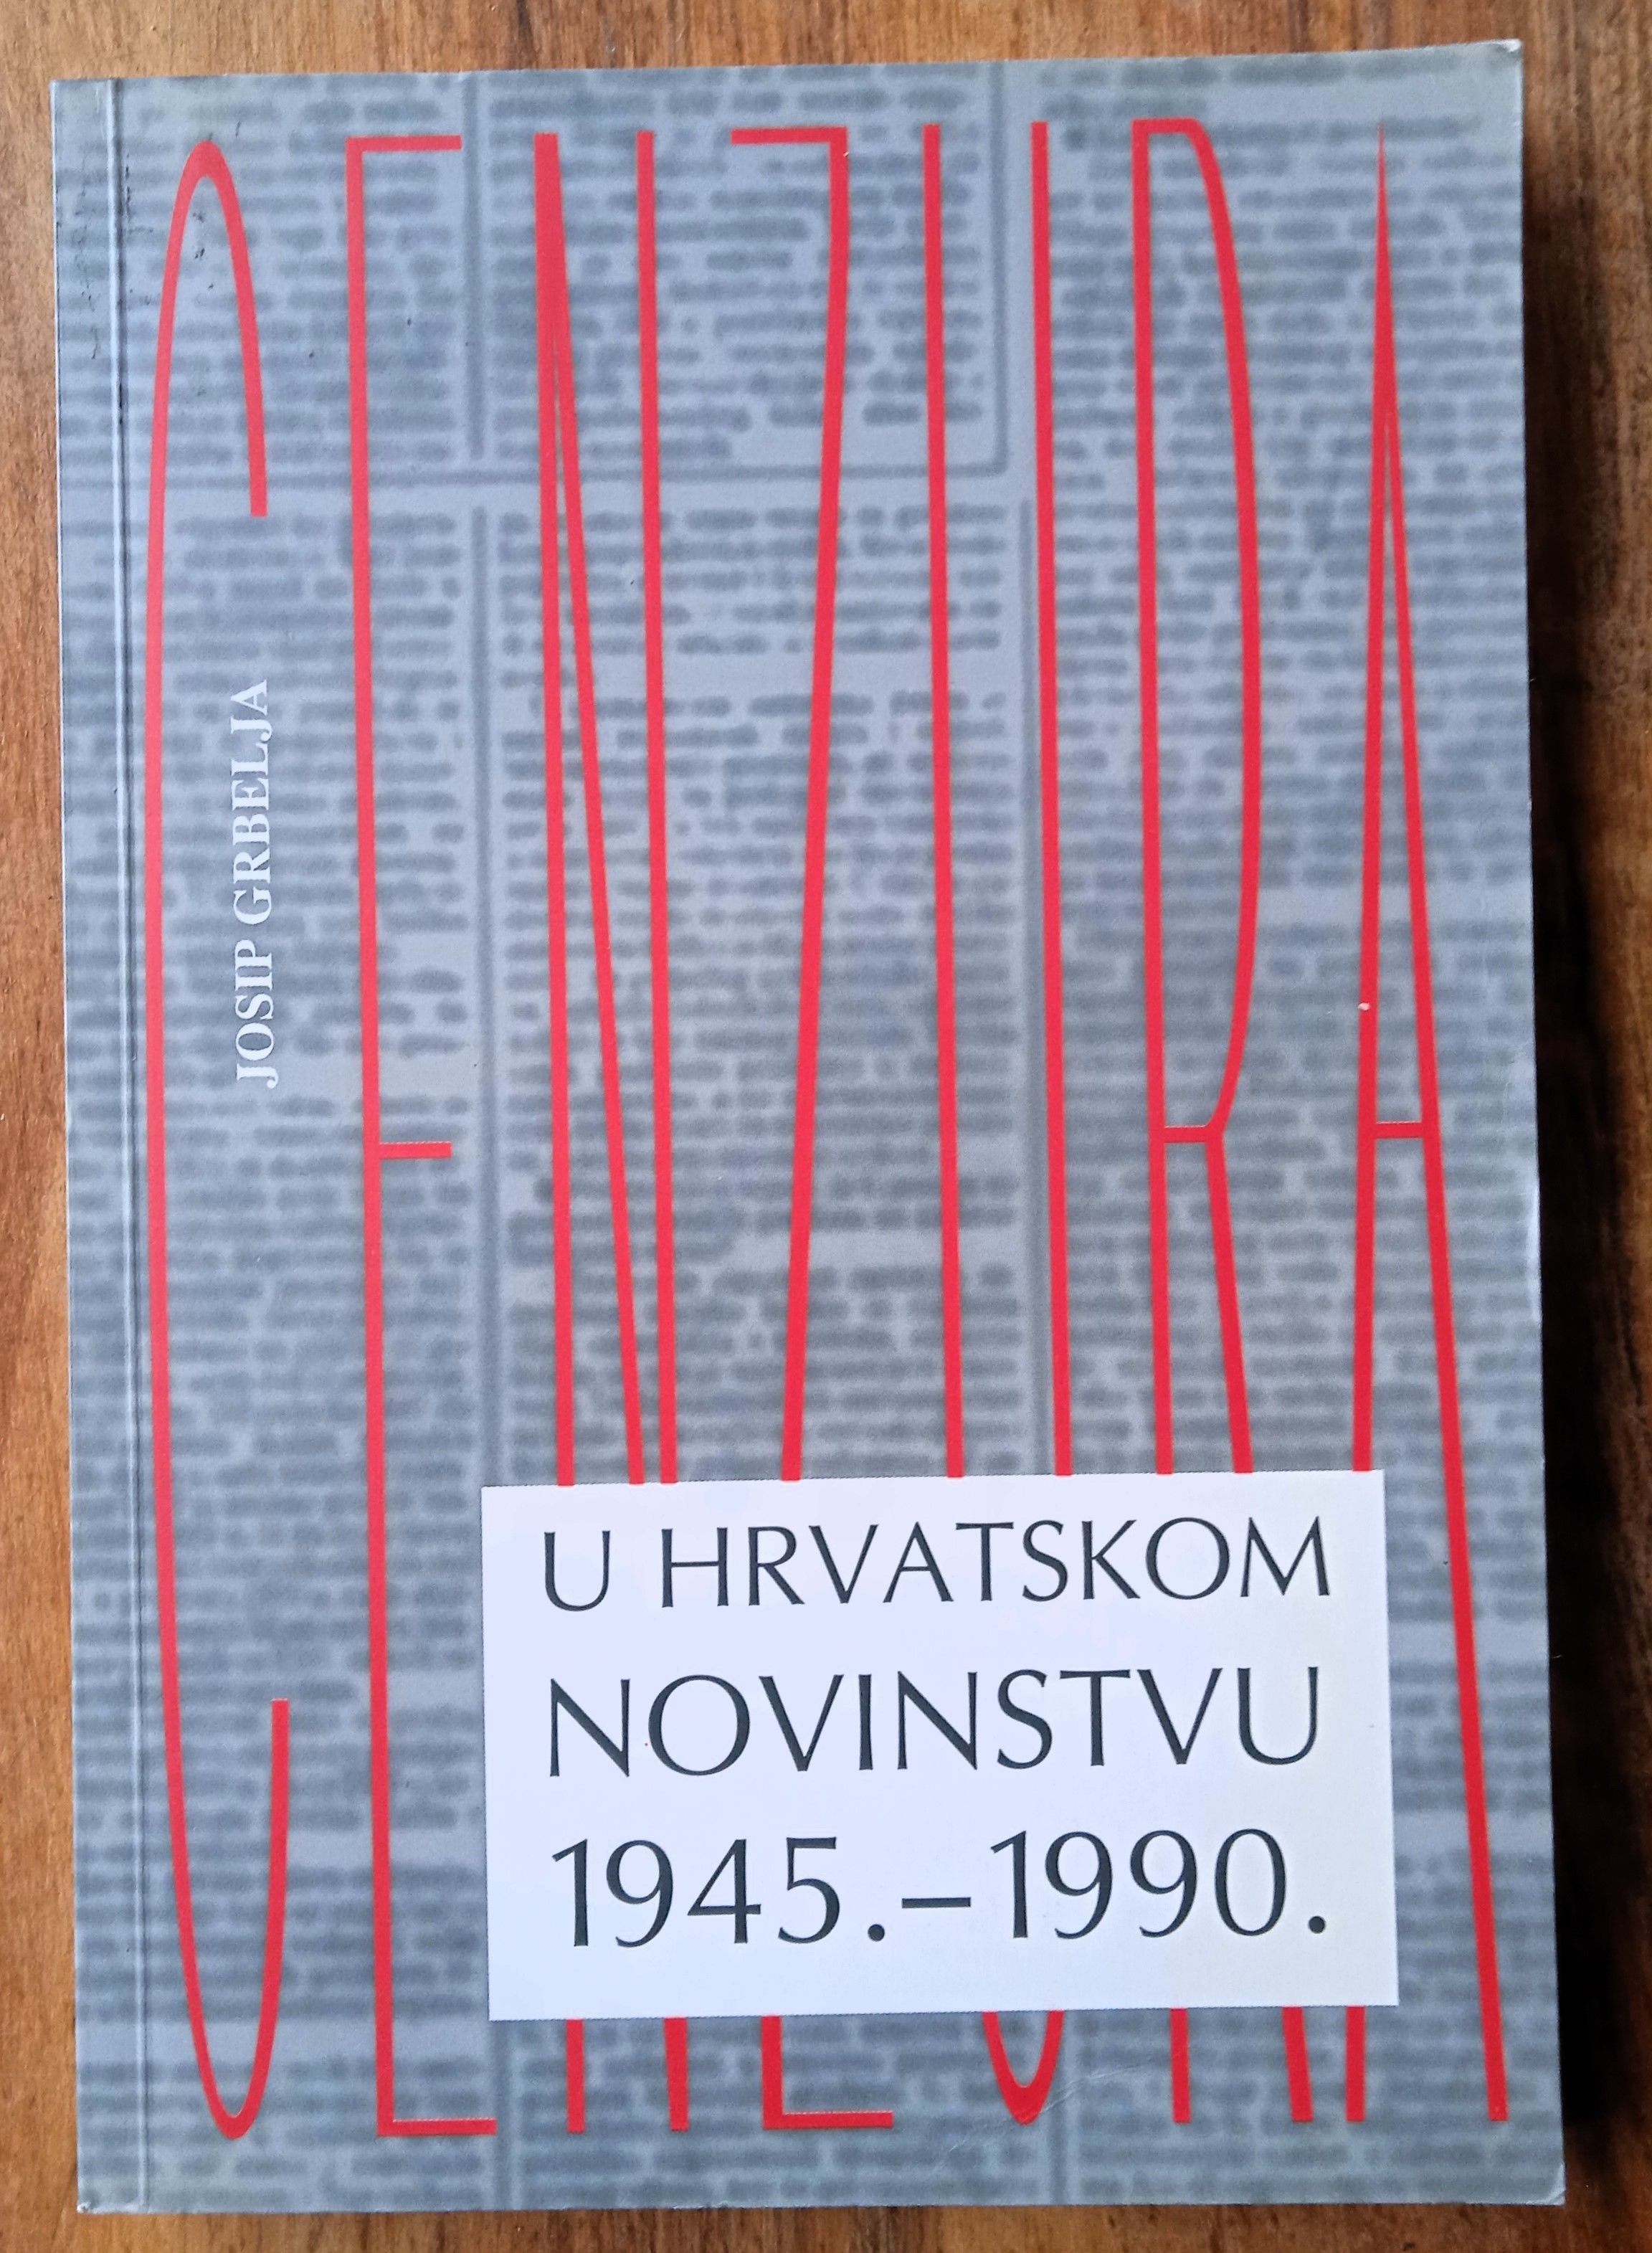 JOSIP GRBELJA
CENZURA
U HRVATSKOM
NOVINSTVU
1945.–1990.